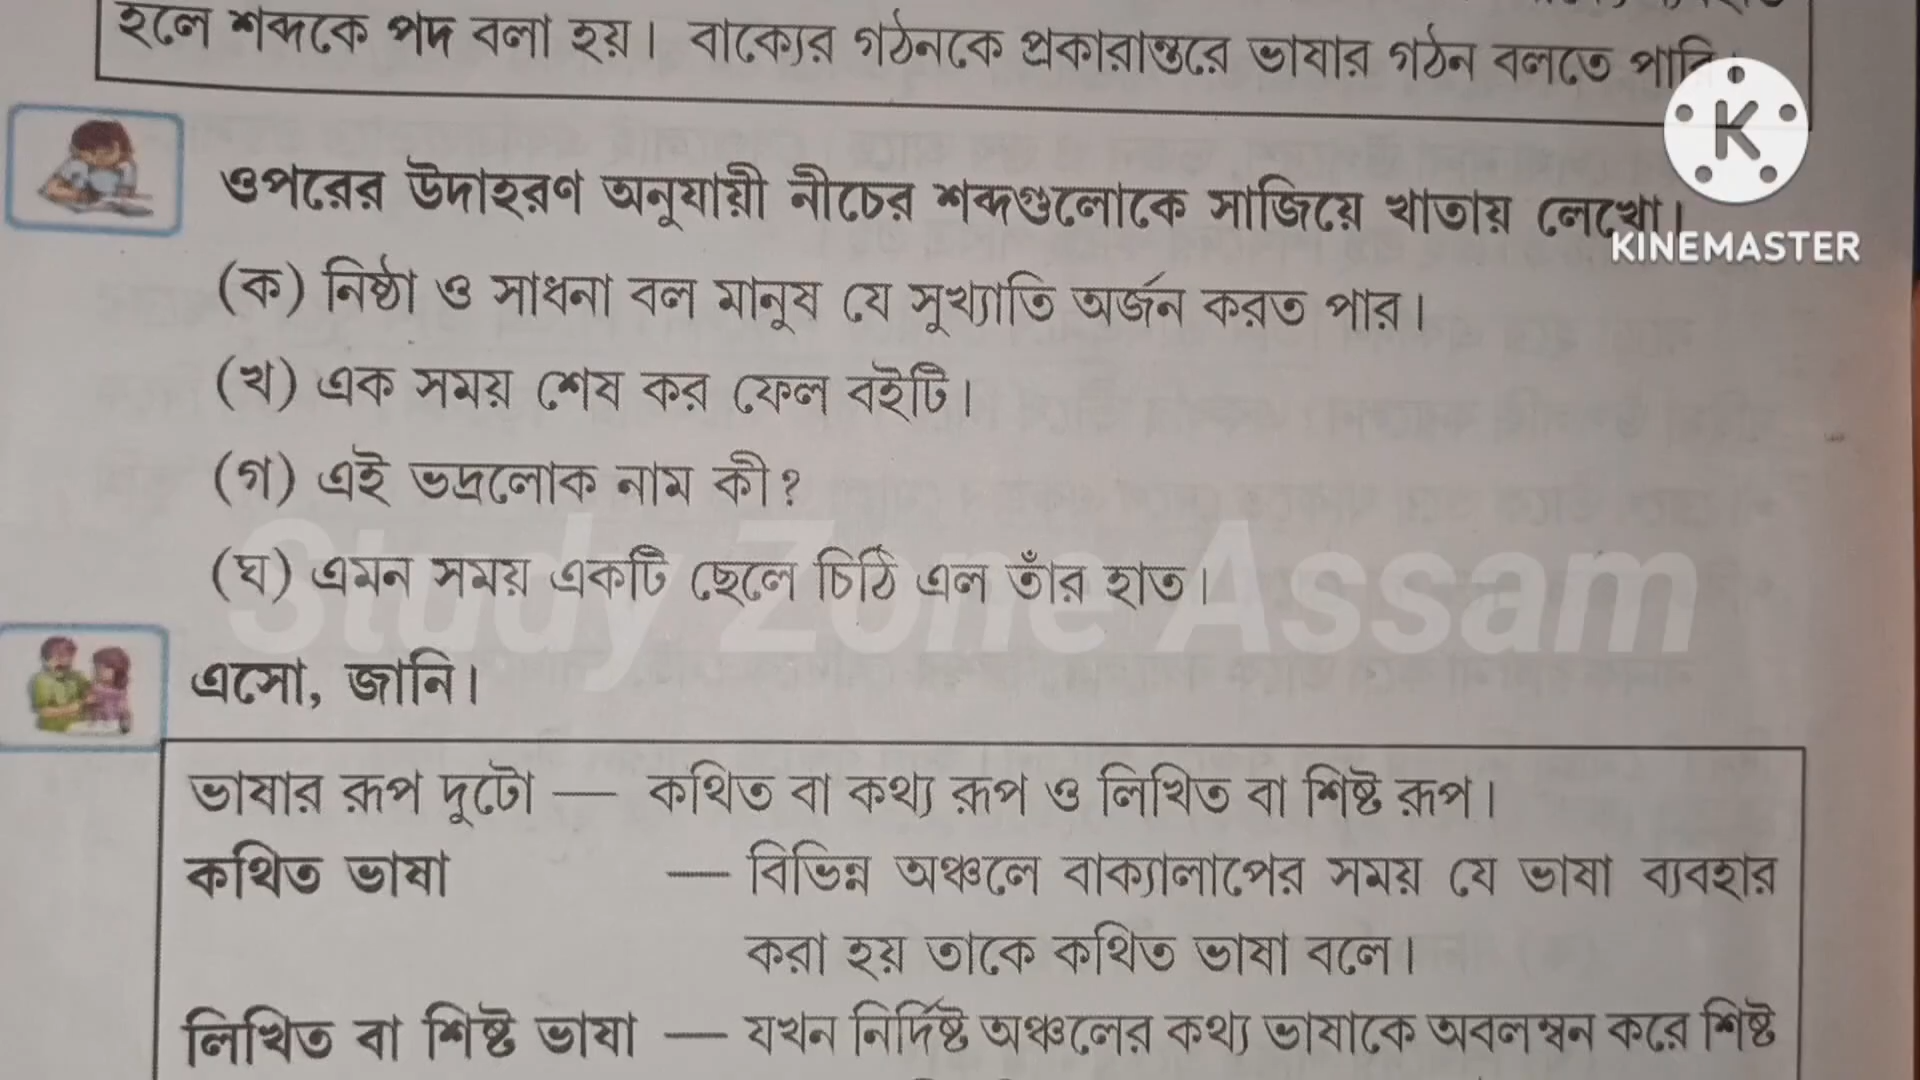 হলে শব্দকে পদ বলা হয়। বাক্যের গঠনকে প্রকারান্তরে ভাষার গঠন বলতে
K
KINEMASTER
ওপরের উদাহরণ অনুযায়ী নীচের শব্দগুলোকে সাজিয়ে খাতায় লেখো।
(ক) নিষ্ঠা ও সাধনা বল মানুষ যে সুখ্যাতি অর্জন করত পার।
(খ) এক সময় শেষ কর ফেল বইটি।
(গ) এই ভদ্রলোক নাম কী?
(ঘ) এমন সময় একটি ছেলে চিঠি এল তাঁর হাত।
Study Zone Assam
এসো, জানি।
ভাষার রূপ দুটো — কথিত বা কথ্য রূপ ও লিখিত বা শিষ্ট রূপ।
কথিত ভাষা — বিভিন্ন অঞ্চলে বাক্যালাপের সময় যে ভাষা ব্যবহার
করা হয় তাকে কথিত ভাষা বলে।
লিখিত বা শিষ্ট ভাষা — যখন নির্দিষ্ট অঞ্চলের কথ্য ভাষাকে অবলম্বন করে শিষ্ট